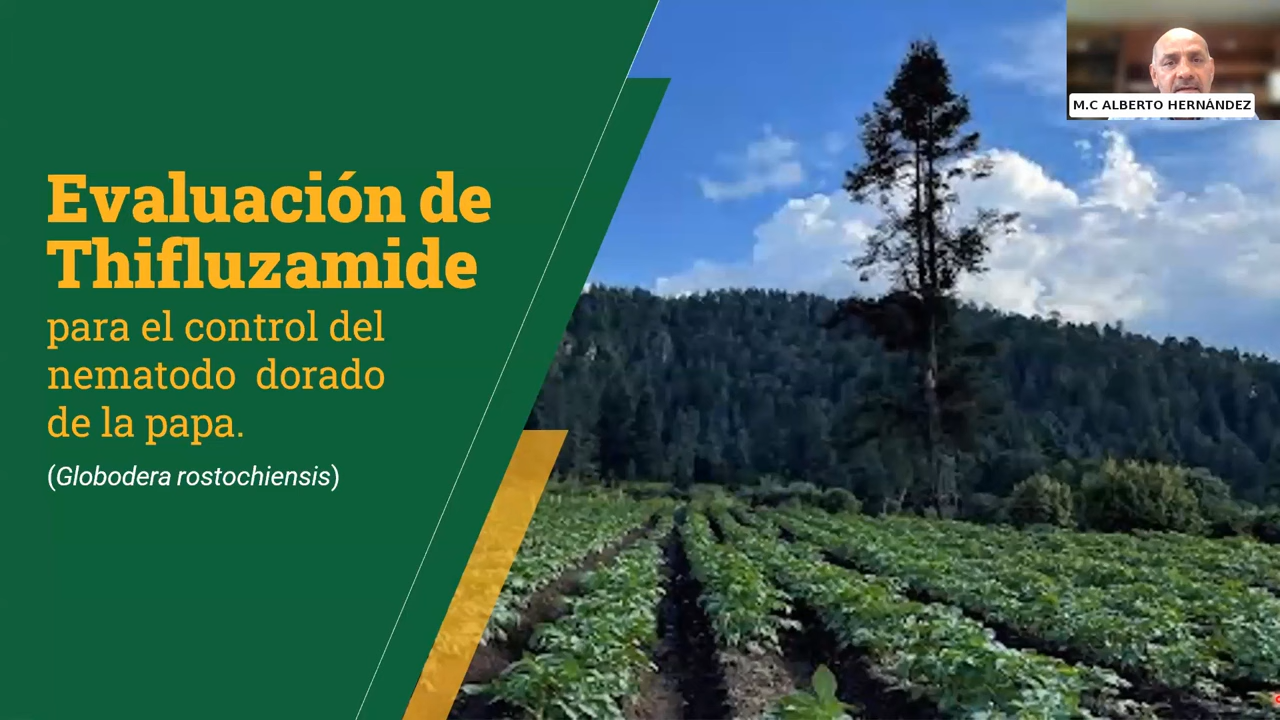 Evaluación de
Thifluzamide
para el control del
nematodo dorado
de la papa.
(Globodera rostochiensis)
M.C ALBERTO HERNÁNDEZ